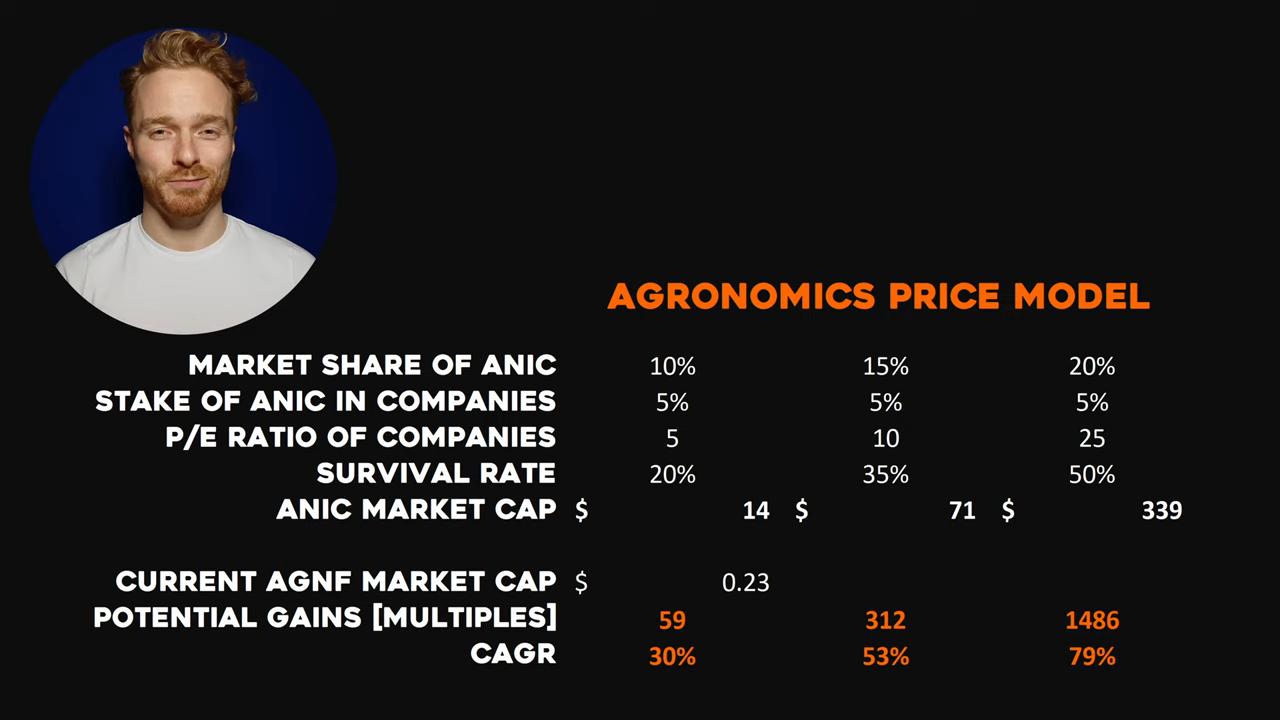 AGRONOMICS PRICE MODEL
MARKET SHARE OF ANIC 10% 15% 20%
STAKE OF ANIC IN COMPANIES 5% 5% 5%
P/E RATIO OF COMPANIES 5 10 25
SURVIVAL RATE 20% 35% 50%
ANIC MARKET CAP $ 14 $ 71 $ 339
CURRENT AGNF MARKET CAP $ 0.23
POTENTIAL GAINS [MULTIPLES] 59 312 1486
CAGR 30% 53% 79%